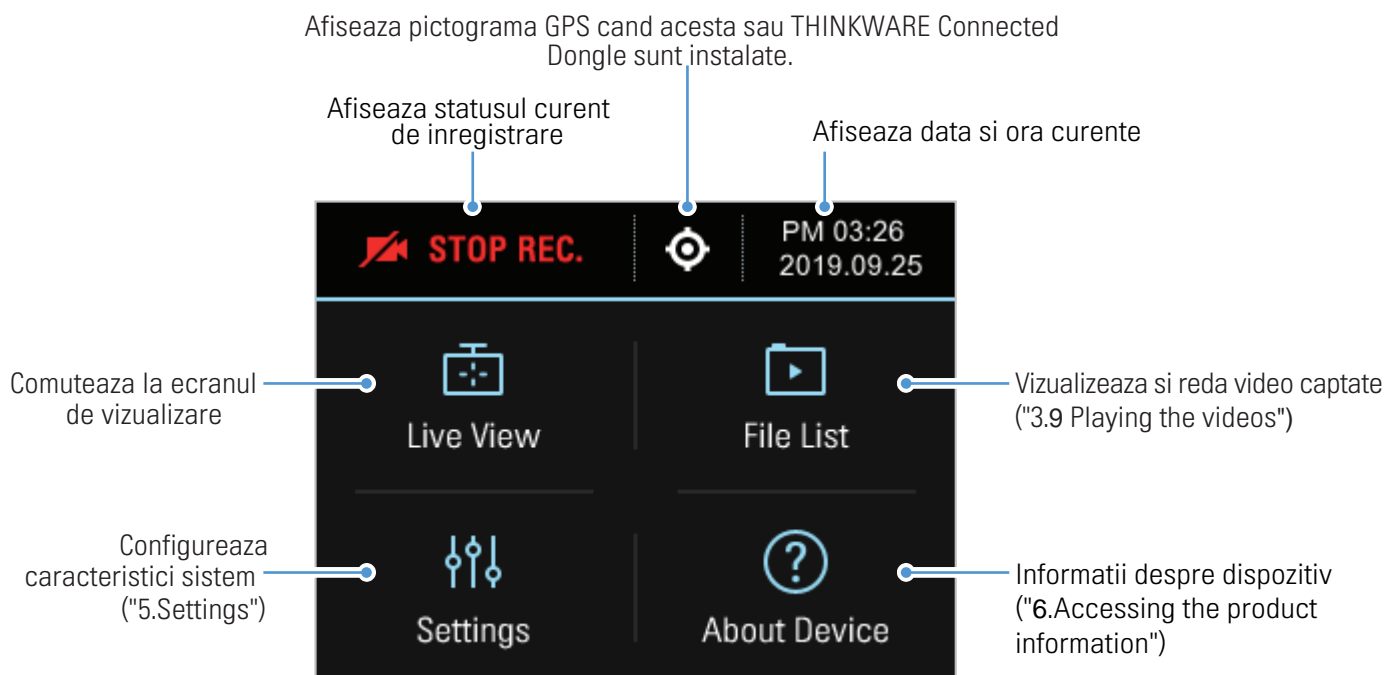 Afiseaza pictograma GPS cand acesta sau THINKWARE Connected
Dongle sunt instalate.
Afiseaza statusul curent
de inregistrare
Afiseaza data si ora curente
STOP REC.
PM 03:26
2019.09.25
Comuteaza la ecranul
de vizualizare
Live View
File List
Vizualizeaza si reda video captate
("3.9 Playing the videos")
Configureaza
caracteristici sistem
("5.Settings")
Settings
About Device
Informatii despre dispozitiv
("6.Accessing the product
information")